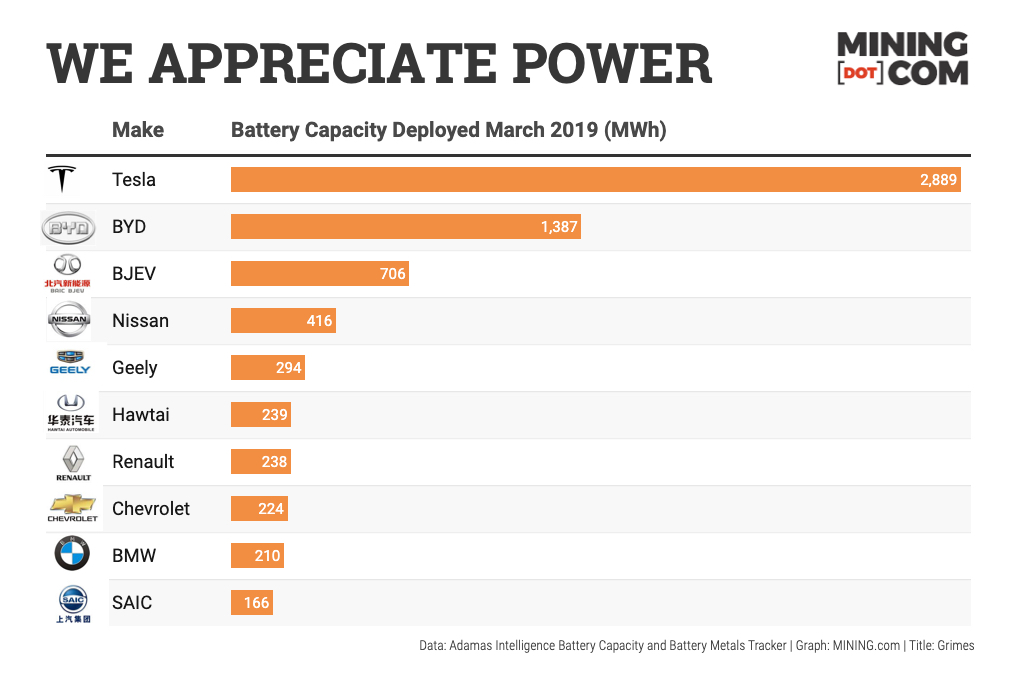 WE APPRECIATE POWER
MINING
[DOT] COM
Make Battery Capacity Deployed March 2019 (MWh)
Tesla 2,889
BYD BYD 1,387
北汽新能源
BAIC BJEV
BJEV 706
NISSAN Nissan 416
GEELY Geely 294
华泰汽车
HAWTAI AUTOMOBILE
Hawtai 239
RENAULT Renault 238
CHEVROLET Chevrolet 224
BMW BMW 210
SAIC
上汽集团
SAIC 166
Data: Adamas Intelligence Battery Capacity and Battery Metals Tracker | Graph: MINING.com | Title: Grimes